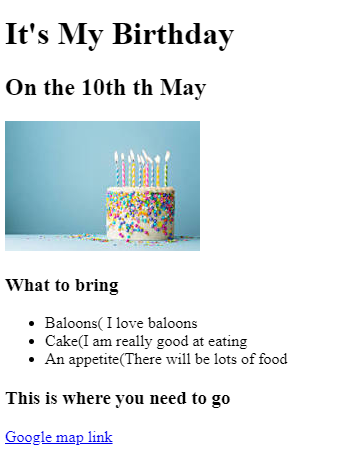 It's My Birthday
On the 10th th May
What to bring
Baloons( I love baloons
Cake(I am really good at eating
An appetite(There will be lots of food
This is where you need to go
Google map link